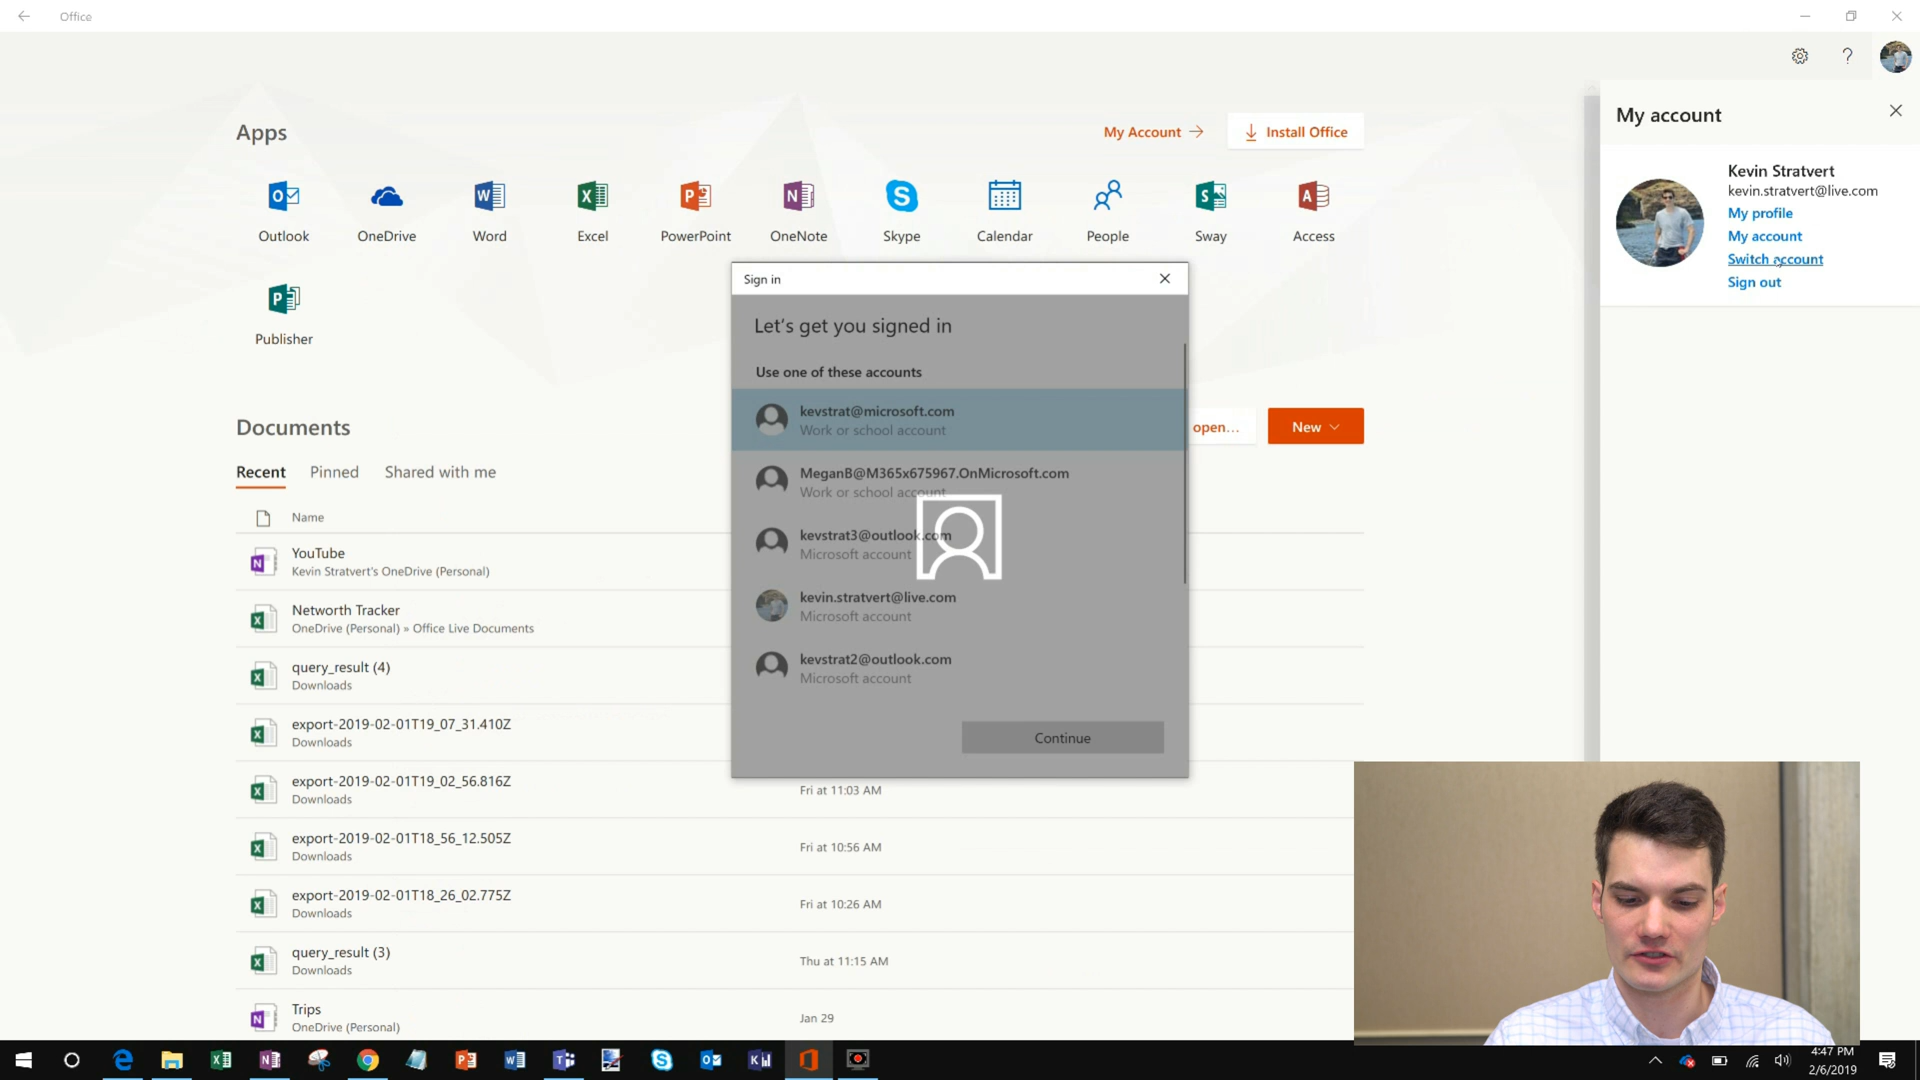 Office
My account
Kevin Stratvert
kevin.stratvert@live.com
My profile
My account
Switch account
Sign out
Apps
My Account
Install Office
Outlook
OneDrive
Word
Excel
PowerPoint
OneNote
Skype
Calendar
People
Sway
Access
Publisher
Sign in
Let's get you signed in
Use one of these accounts
kevstrat@microsoft.com
Work or school account
MeganB@M365x675967.OnMicrosoft.com
Work or school account
kevstrat3@outlook.com
Microsoft account
kevin.stratvert@live.com
Microsoft account
kevstrat2@outlook.com
Microsoft account
Continue
Documents
open...
New
Recent
Pinned
Shared with me
Name
YouTube
Kevin Stratvert's OneDrive (Personal)
Networth Tracker
OneDrive (Personal) » Office Live Documents
query_result (4)
Downloads
export-2019-02-01T19_07_31.410Z
Downloads
export-2019-02-01T19_02_56.816Z
Downloads
Fri at 11:03 AM
export-2019-02-01T18_56_12.505Z
Downloads
Fri at 10:56 AM
export-2019-02-01T18_26_02.775Z
Downloads
Fri at 10:26 AM
query_result (3)
Downloads
Thu at 11:15 AM
Trips
OneDrive (Personal)
Jan 29
4:47 PM
2/6/2019